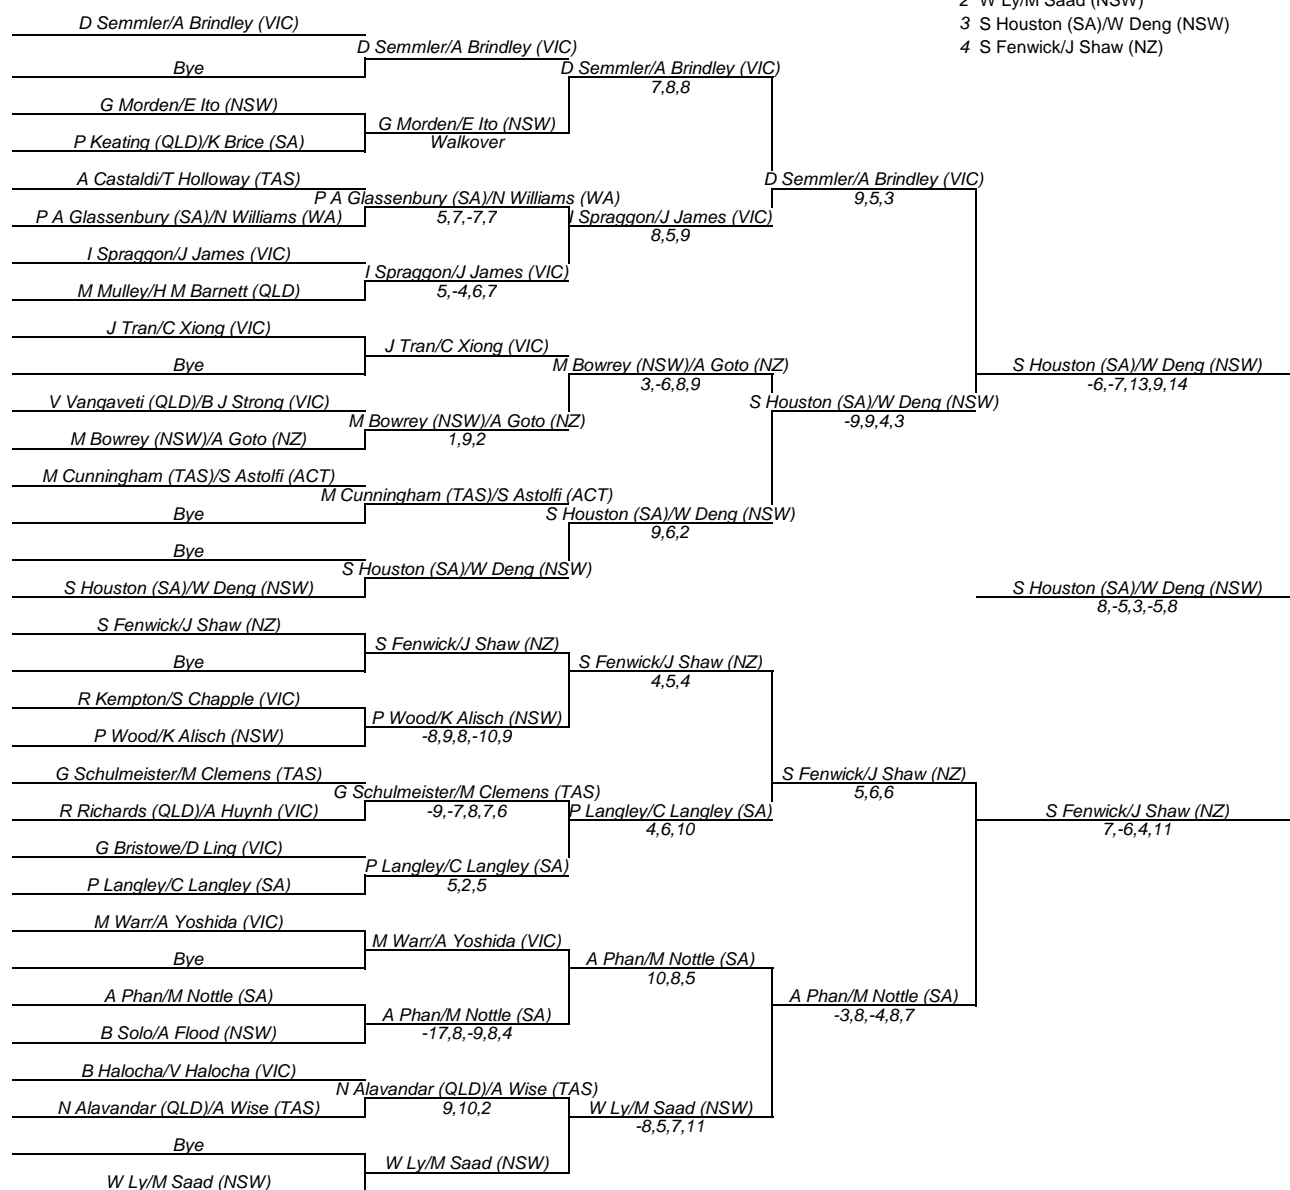 2 W Ly/M Saad (NSW)
3 S Houston (SA)/W Deng (NSW)
4 S Fenwick/J Shaw (NZ)
D Semmler/A Brindley (VIC)
Bye
G Morden/E Ito (NSW)
P Keating (QLD)/K Brice (SA)
A Castaldi/T Holloway (TAS)
P A Glassenbury (SA)/N Williams (WA)
I Spraggon/J James (VIC)
M Mulley/H M Barnett (QLD)
J Tran/C Xiong (VIC)
Bye
V Vangaveti (QLD)/B J Strong (VIC)
M Bowrey (NSW)/A Goto (NZ)
M Cunningham (TAS)/S Astolfi (ACT)
Bye
Bye
S Houston (SA)/W Deng (NSW)
S Fenwick/J Shaw (NZ)
Bye
R Kempton/S Chapple (VIC)
P Wood/K Alisch (NSW)
G Schulmeister/M Clemens (TAS)
R Richards (QLD)/A Huynh (VIC)
G Bristowe/D Ling (VIC)
P Langley/C Langley (SA)
M Warr/A Yoshida (VIC)
Bye
A Phan/M Nottle (SA)
B Solo/A Flood (NSW)
B Halocha/V Halocha (VIC)
N Alavandar (QLD)/A Wise (TAS)
Bye
W Ly/M Saad (NSW)
D Semmler/A Brindley (VIC)
G Morden/E Ito (NSW)
Walkover
P A Glassenbury (SA)/N Williams (WA)
5,7,-7,7
I Spraggon/J James (VIC)
5,-4,6,7
J Tran/C Xiong (VIC)
M Bowrey (NSW)/A Goto (NZ)
1,9,2
M Cunningham (TAS)/S Astolfi (ACT)
S Houston (SA)/W Deng (NSW)
S Fenwick/J Shaw (NZ)
P Wood/K Alisch (NSW)
-8,9,8,-10,9
G Schulmeister/M Clemens (TAS)
-9,-7,8,7,6
P Langley/C Langley (SA)
5,2,5
M Warr/A Yoshida (VIC)
A Phan/M Nottle (SA)
-17,8,-9,8,4
N Alavandar (QLD)/A Wise (TAS)
9,10,2
W Ly/M Saad (NSW)
D Semmler/A Brindley (VIC)
7,8,8
I Spraggon/J James (VIC)
8,5,9
M Bowrey (NSW)/A Goto (NZ)
3,-6,8,9
S Houston (SA)/W Deng (NSW)
9,6,2
S Fenwick/J Shaw (NZ)
4,5,4
P Langley/C Langley (SA)
4,6,10
A Phan/M Nottle (SA)
10,8,5
W Ly/M Saad (NSW)
-8,5,7,11
D Semmler/A Brindley (VIC)
9,5,3
S Houston (SA)/W Deng (NSW)
-9,9,4,3
S Fenwick/J Shaw (NZ)
5,6,6
A Phan/M Nottle (SA)
-3,8,-4,8,7
S Houston (SA)/W Deng (NSW)
-6,-7,13,9,14
S Houston (SA)/W Deng (NSW)
8,-5,3,-5,8
S Fenwick/J Shaw (NZ)
7,-6,4,11